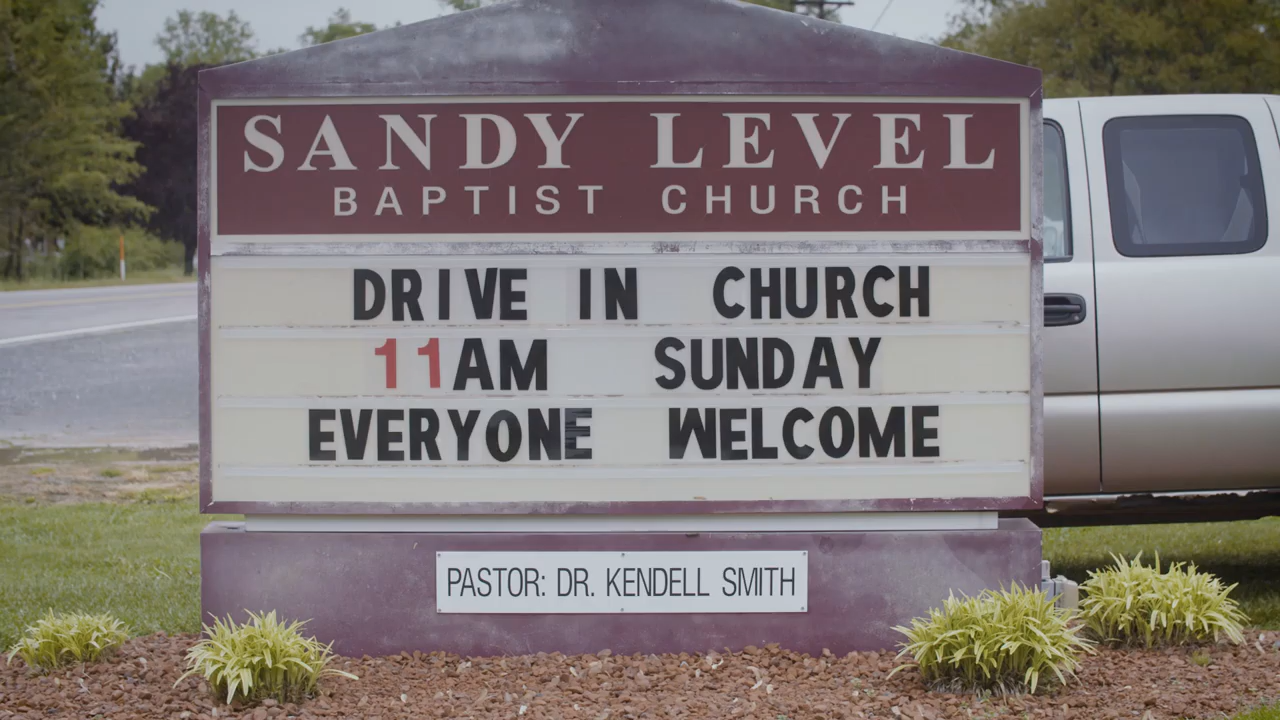 SANDY LEVEL
BAPTIST CHURCH
DRIVE IN CHURCH
11AM SUNDAY
EVERYONE WELCOME
PASTOR: DR. KENDELL SMITH